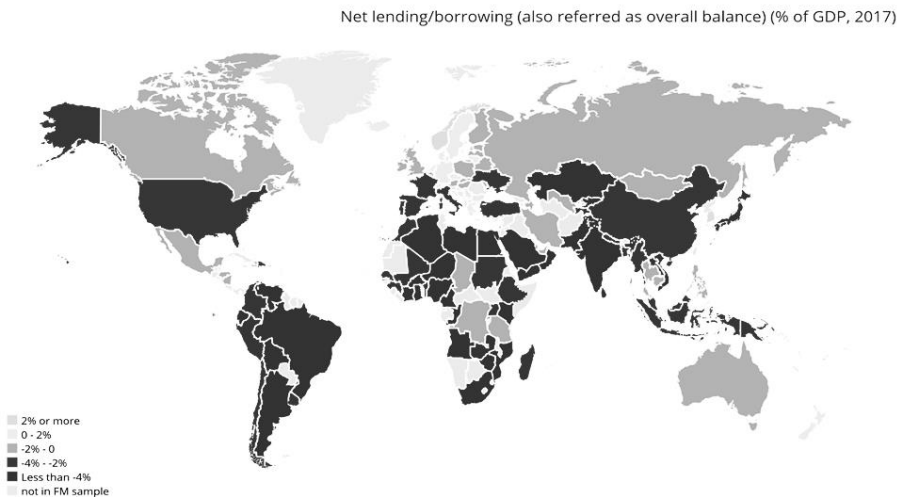 Net lending/borrowing (also referred as overall balance) (% of GDP, 2017)
2% or more
0 - 2%
-2% - 0
-4% - -2%
Less than -4%
not in FM sample